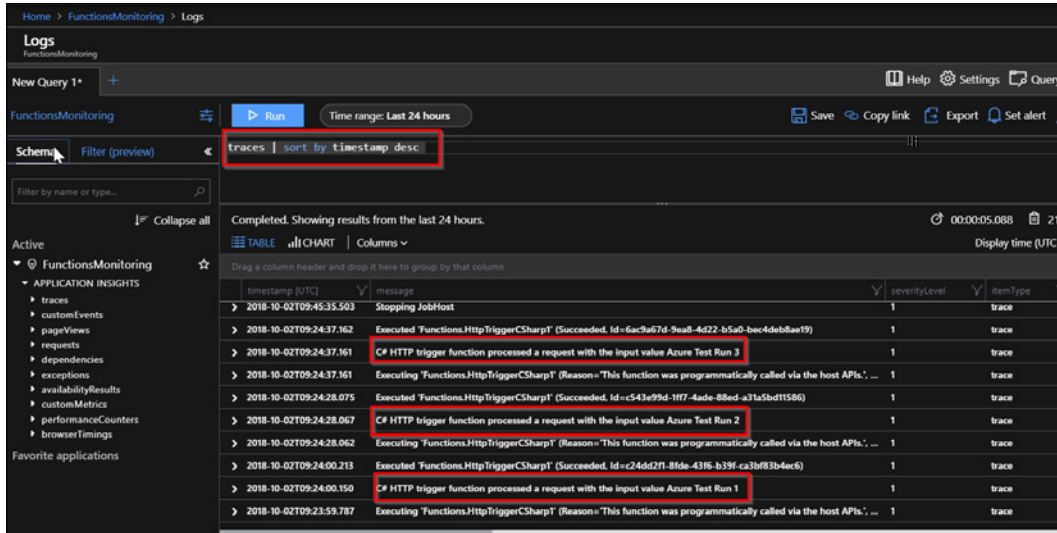 Home > FunctionsMonitoring > Logs
Logs
FunctionsMonitoring
New Query 1* +
Help Settings Query
FunctionsMonitoring Run Time range: Last 24 hours Save Copy link Export Set alert
Schema Filter (preview) «
traces | sort by timestamp desc
Filter by name or type...
Collapse all
Completed. Showing results from the last 24 hours. 00:00:05.088 21
TABLE CHART | Columns Display time (UTC
Active
Drag a column header and drop it here to group by that column
FunctionsMonitoring
APPLICATION INSIGHTS
traces
customEvents
pageViews
requests
dependencies
exceptions
availabilityResults
customMetrics
performanceCounters
browserTimings
Favorite applications
timestamp [UTC] message severityLevel itemType
> 2018-10-02T09:45:35.503 Stopping JobHost 1 trace
> 2018-10-02T09:24:37.162 Executed 'Functions.HttpTriggerCSharp1' (Succeeded, Id=6ac9a67d-9ea8-4d22-b5a0-bec4deb8ae19) 1 trace
> 2018-10-02T09:24:37.161 C# HTTP trigger function processed a request with the input value Azure Test Run 3 1 trace
> 2018-10-02T09:24:37.161 Executing 'Functions.HttpTriggerCSharp1' (Reason='This function was programmatically called via the host APIs.', ... 1 trace
> 2018-10-02T09:24:28.075 Executed 'Functions.HttpTriggerCSharp1' (Succeeded, Id=c543e99d-1ff7-4ade-88ed-a31a5bd11586) 1 trace
> 2018-10-02T09:24:28.067 C# HTTP trigger function processed a request with the input value Azure Test Run 2 1 trace
> 2018-10-02T09:24:28.062 Executing 'Functions.HttpTriggerCSharp1' (Reason='This function was programmatically called via the host APIs.', ... 1 trace
> 2018-10-02T09:24:00.213 Executed 'Functions.HttpTriggerCSharp1' (Succeeded, Id=c24dd2f1-8fde-43f6-b39f-ca3bf83b4ec6) 1 trace
> 2018-10-02T09:24:00.150 C# HTTP trigger function processed a request with the input value Azure Test Run 1 1 trace
> 2018-10-02T09:23:59.787 Executing 'Functions.HttpTriggerCSharp1' (Reason='This function was programmatically called via the host APIs.', ... 1 trace